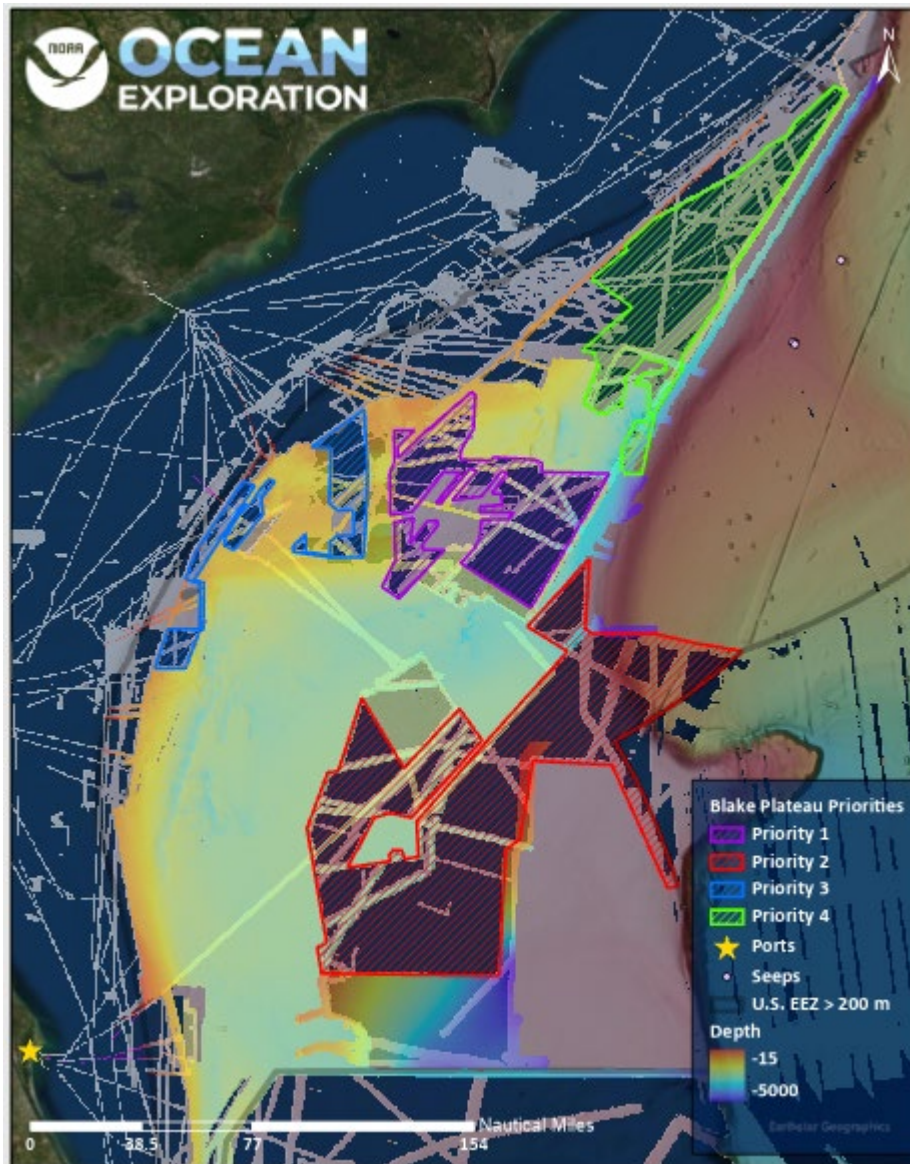 NOAA
OCEAN
EXPLORATION
N
Blake Plateau Priorities
Priority 1
Priority 2
Priority 3
Priority 4
Ports
Seeps
U.S. EEZ > 200 m
Depth
-15
-5000
Nautical Miles
0 38.5 77 154
Earthstar Geographics